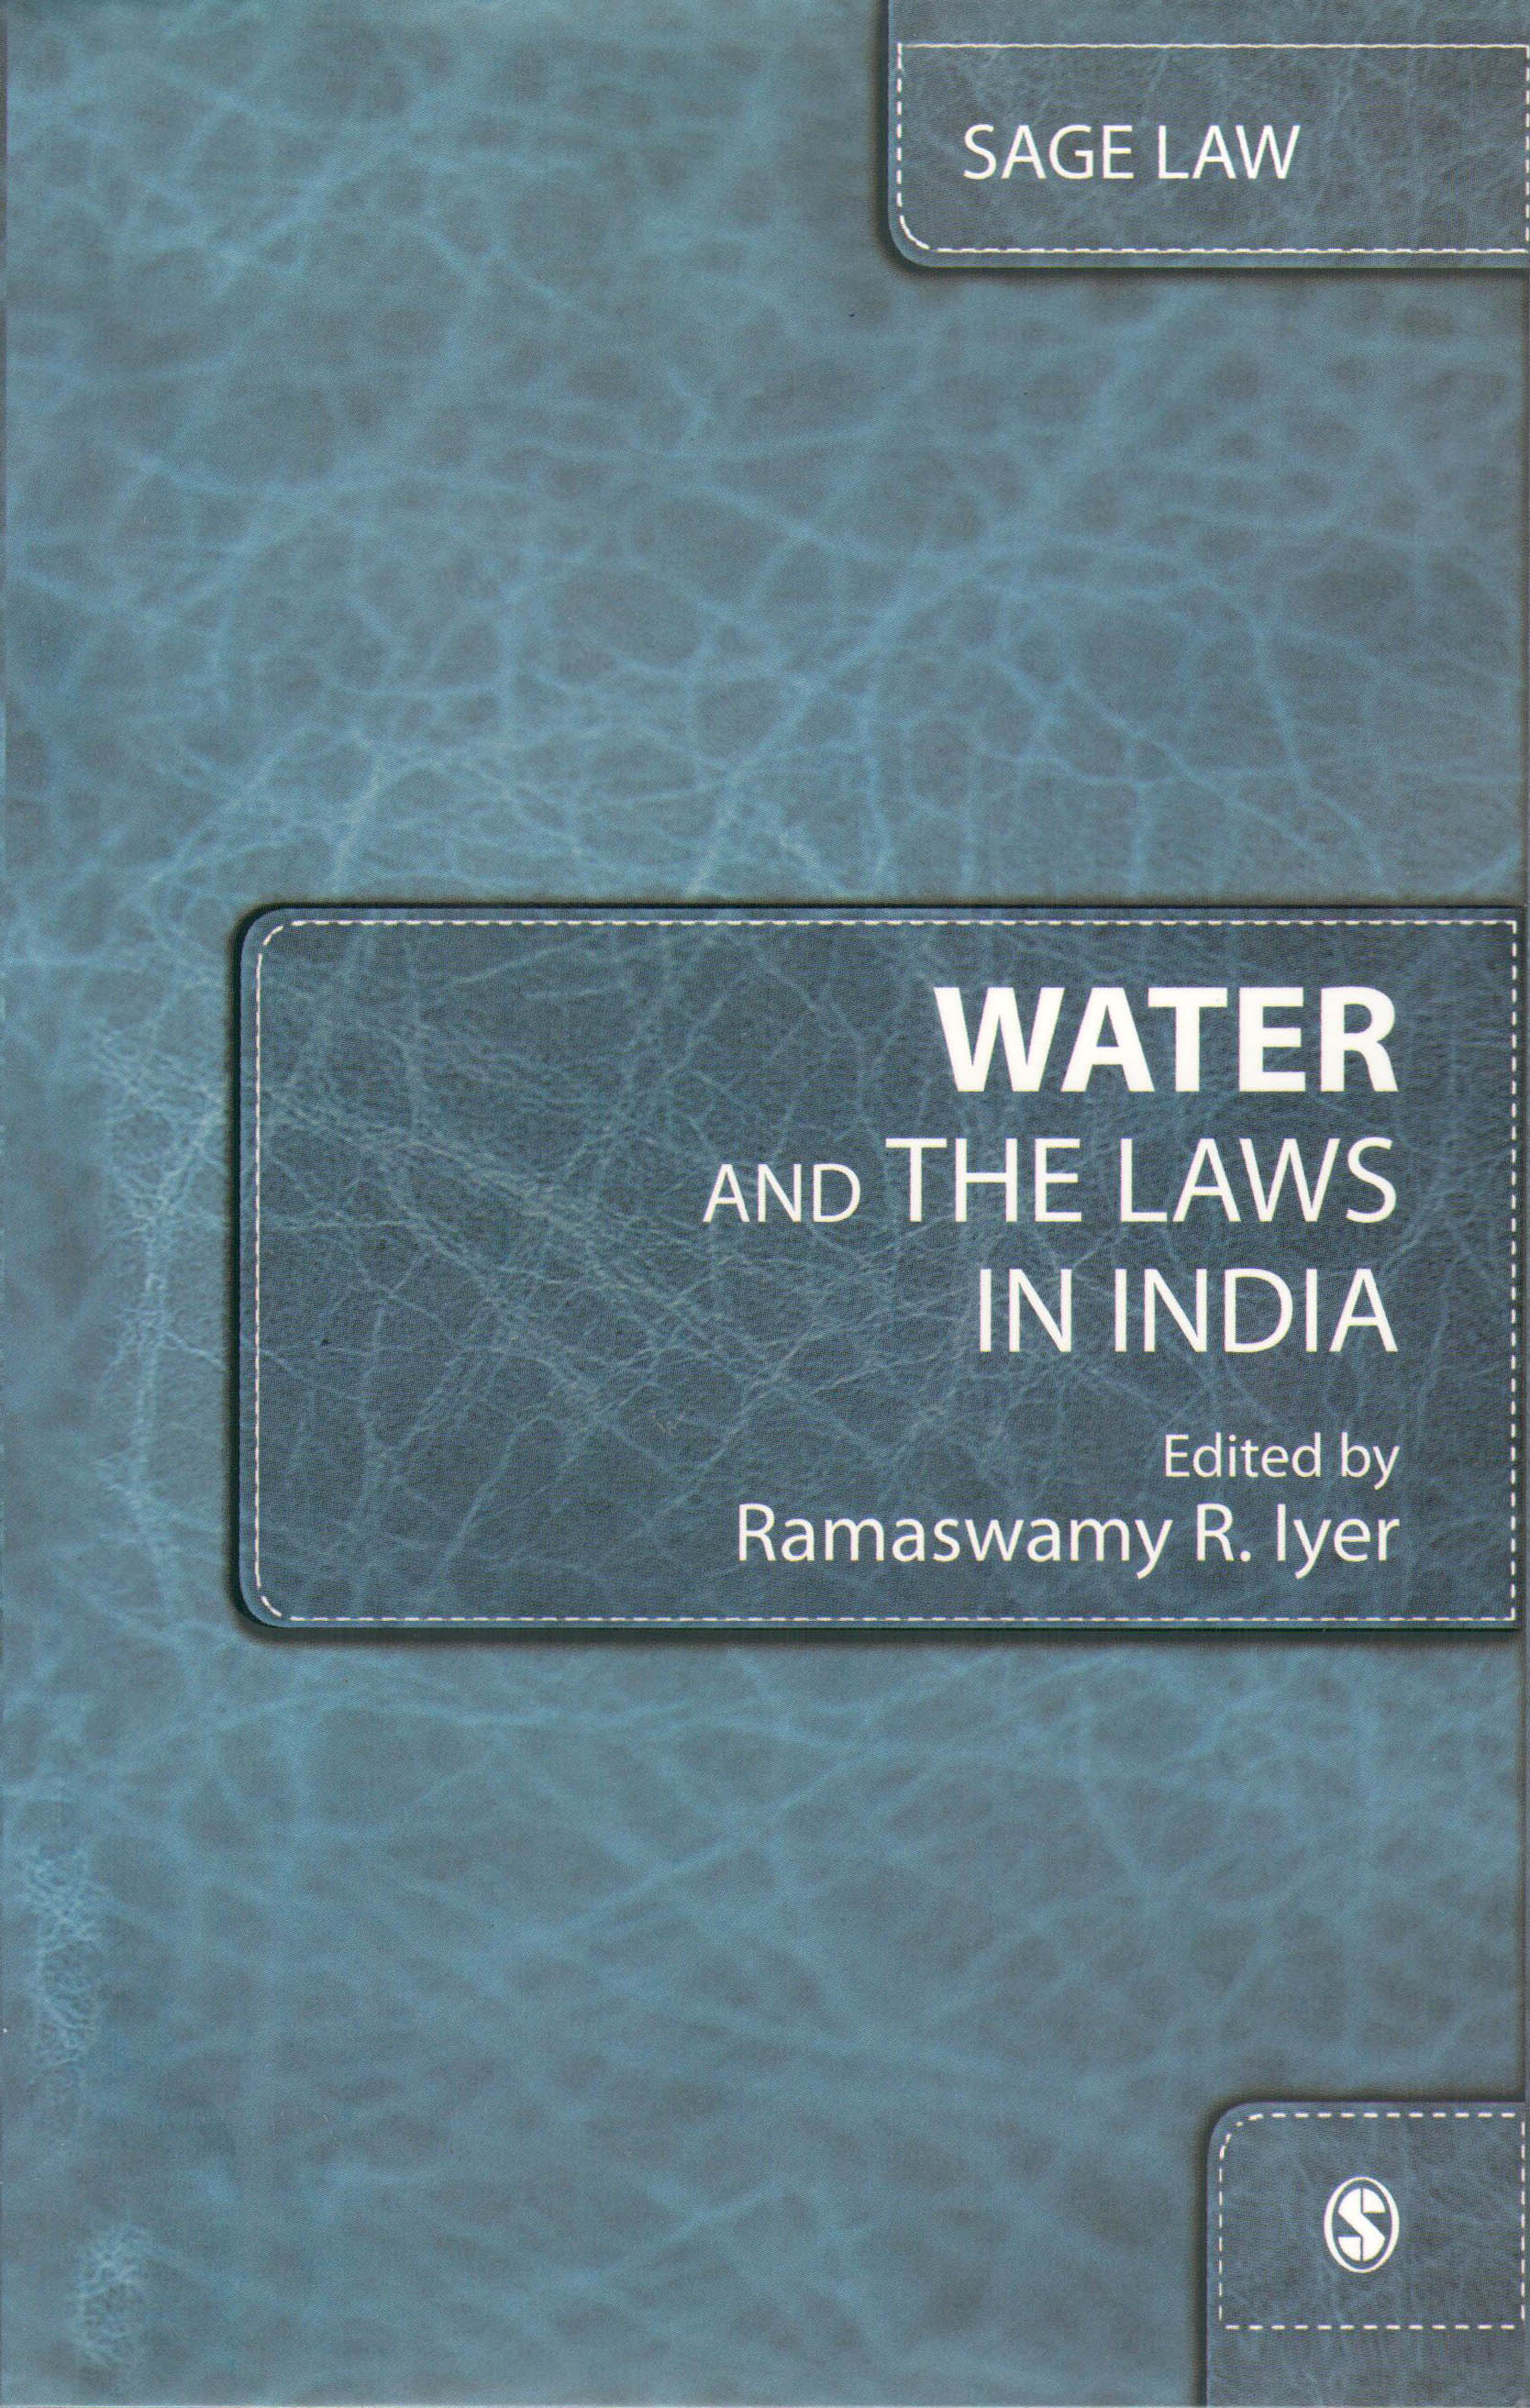 SAGE LAW
WATER
AND THE LAWS
IN INDIA
Edited by
Ramaswamy R. Iyer
S